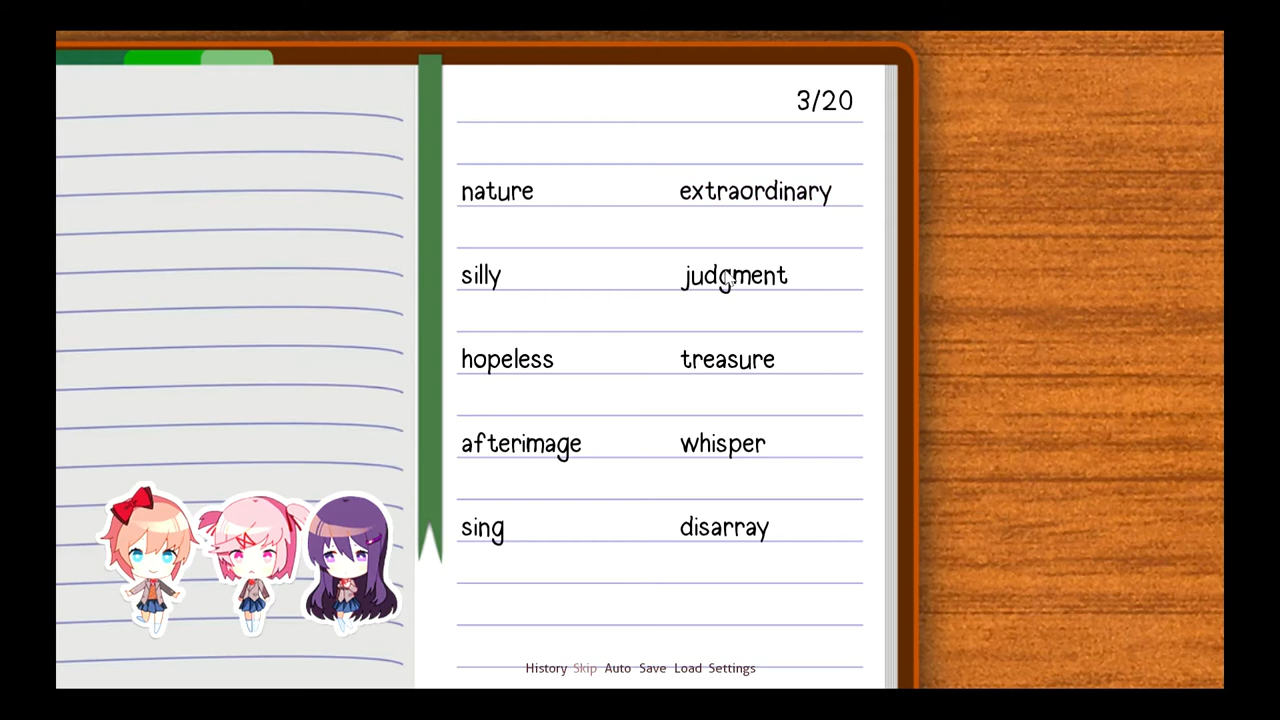 3/20
nature extraordinary
silly judgment
hopeless treasure
afterimage whisper
sing disarray
History Skip Auto Save Load Settings